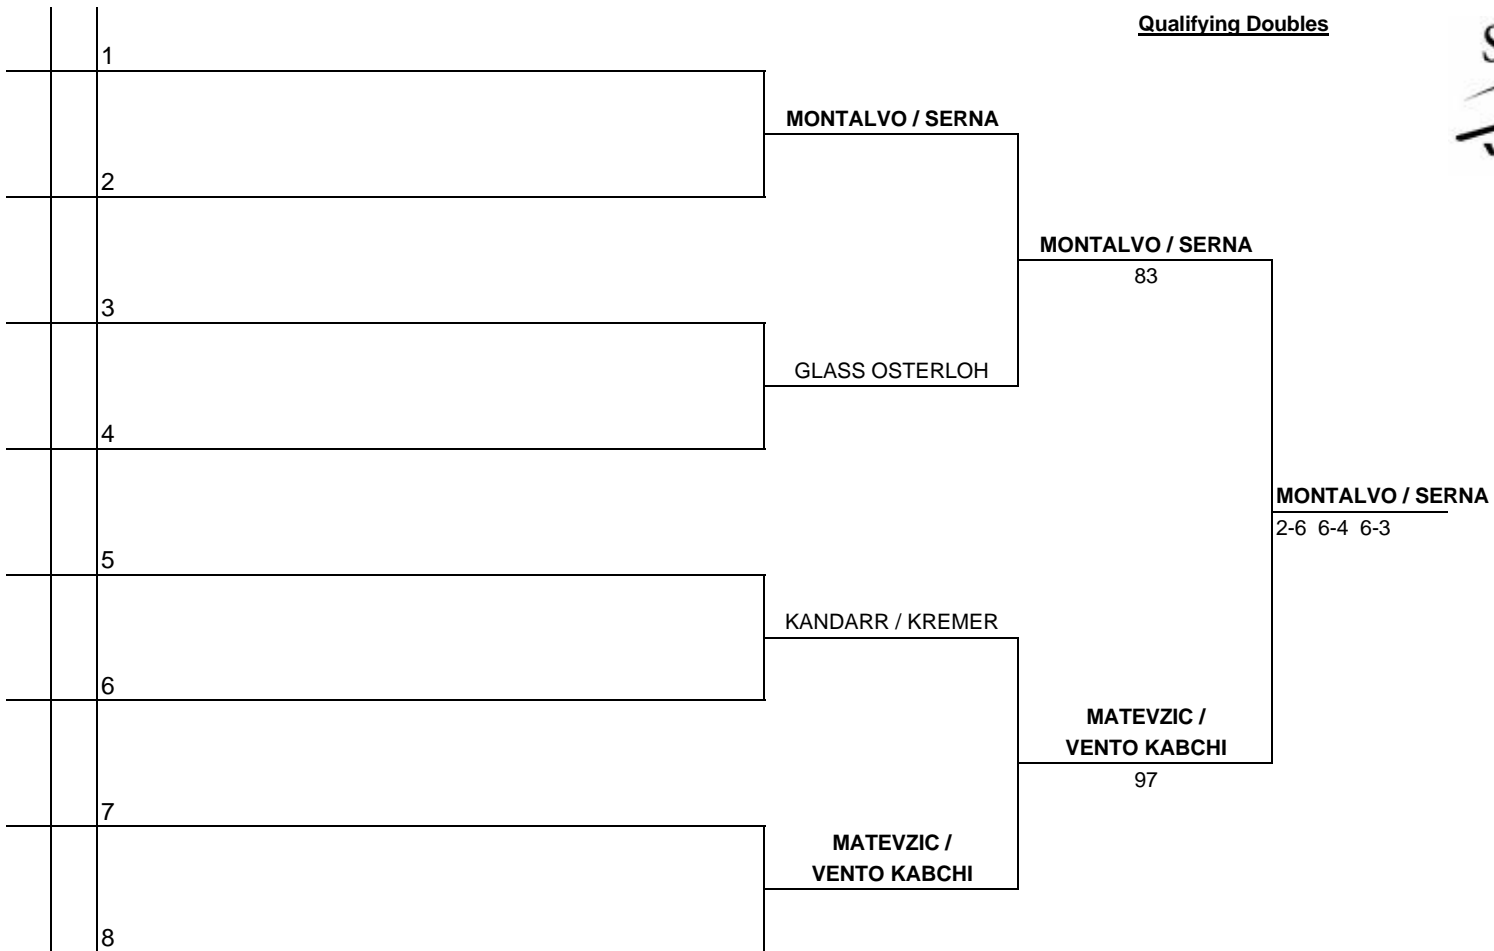 Qualifying Doubles
1
MONTALVO / SERNA
2
MONTALVO / SERNA
83
3
GLASS OSTERLOH
4
MONTALVO / SERNA
2-6 6-4 6-3
5
KANDARR / KREMER
6
MATEVZIC /
VENTO KABCHI
97
7
MATEVZIC /
VENTO KABCHI
8